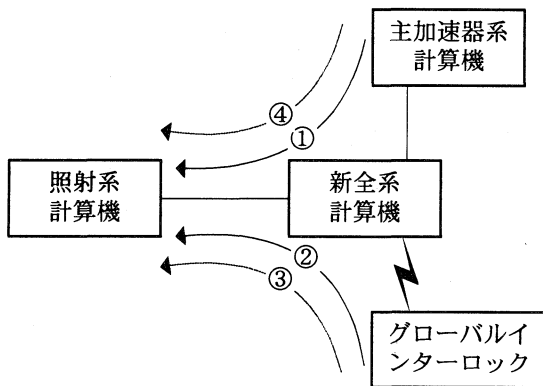 主加速器系
計算機
④
①
照射系
計算機
新全系
計算機
②
③
グローバルイ
ンターロック